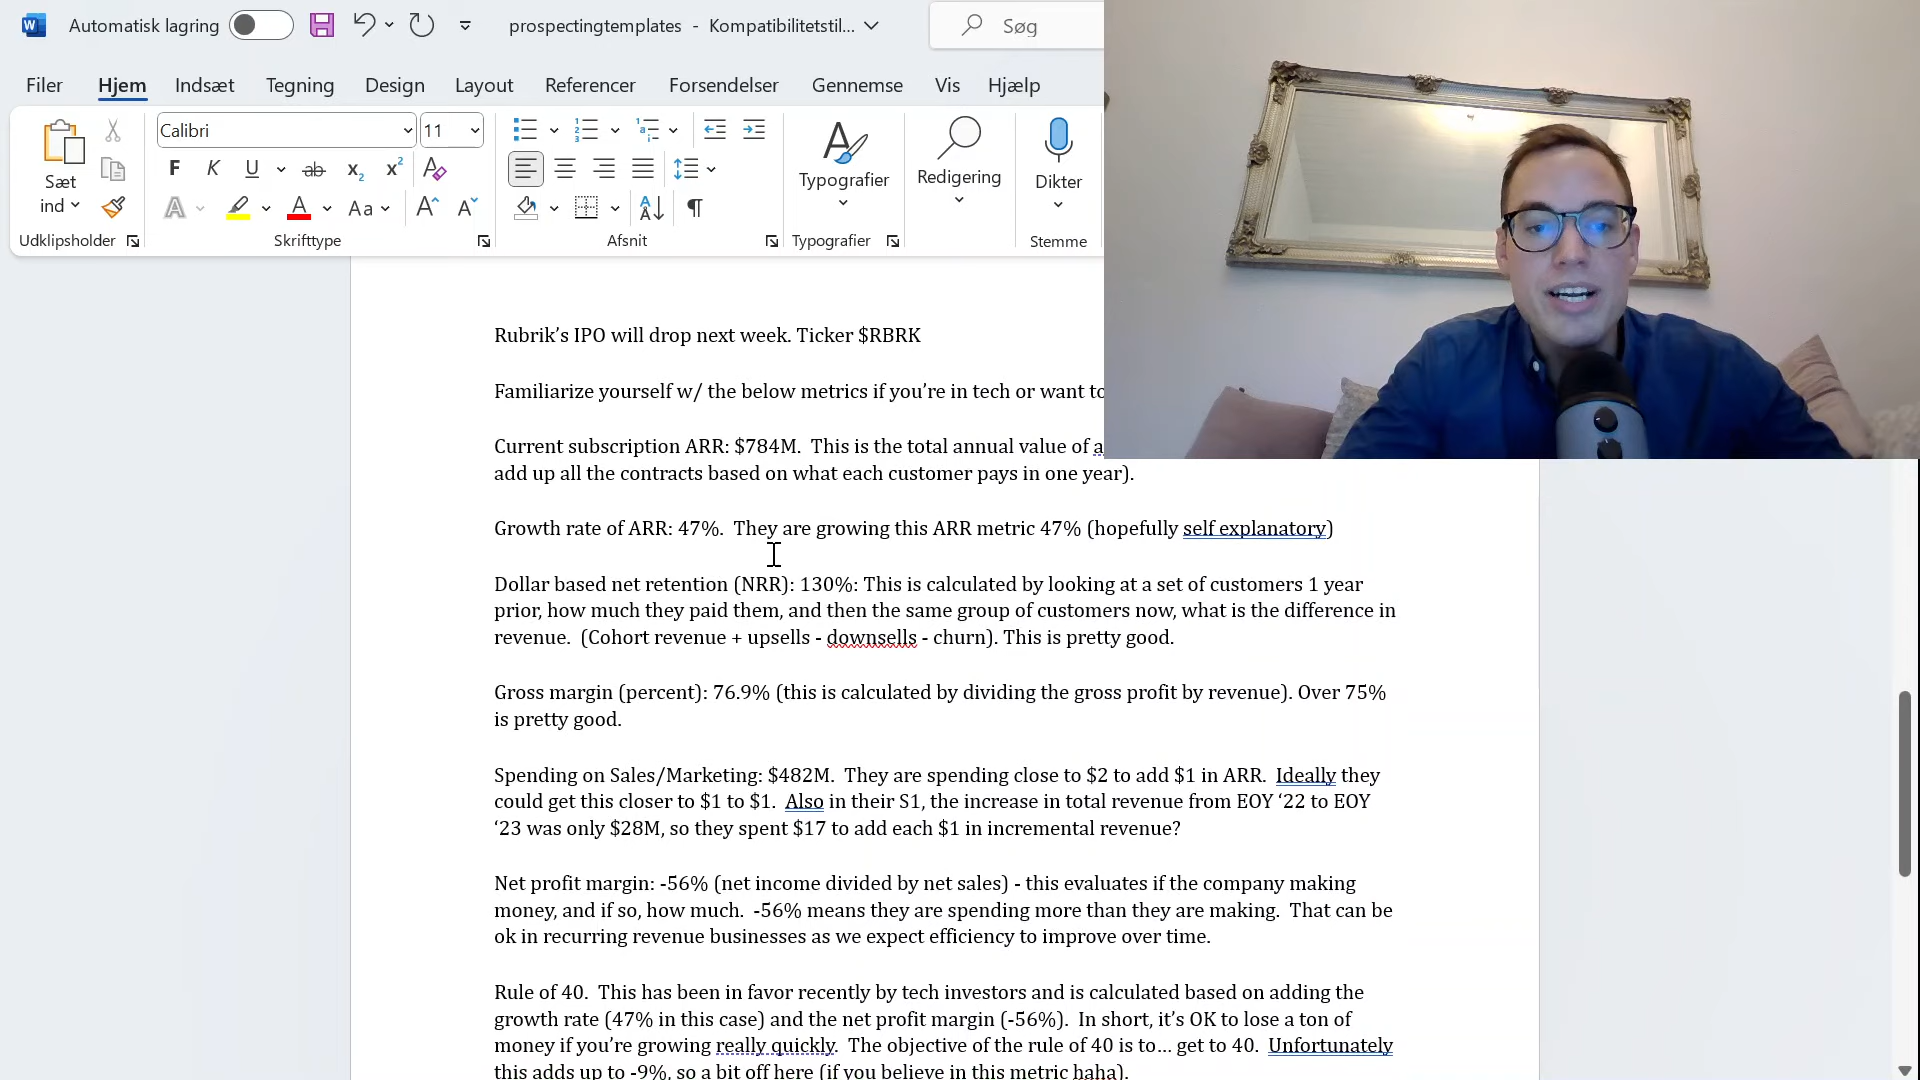 Automatisk lagring
prospectingtemplates - Kompatibilitetstil...
Søg
Filer Hjem Indsæt Tegning Design Layout Referencer Forsendelser Gennemse Vis Hjælp
Sæt ind
Calibri 11
F K U ab x₂ x² A
A A Aa A A
Typografier
Redigering
Dikter
Udklipsholder Skrifttype Afsnit Typografier Stemme
Rubrik’s IPO will drop next week. Ticker $RBRK
Familiarize yourself w/ the below metrics if you’re in tech or want to
Current subscription ARR: $784M. This is the total annual value of a
add up all the contracts based on what each customer pays in one year).
Growth rate of ARR: 47%. They are growing this ARR metric 47% (hopefully self explanatory)
Dollar based net retention (NRR): 130%: This is calculated by looking at a set of customers 1 year
prior, how much they paid them, and then the same group of customers now, what is the difference in
revenue. (Cohort revenue + upsells - downsells - churn). This is pretty good.
Gross margin (percent): 76.9% (this is calculated by dividing the gross profit by revenue). Over 75%
is pretty good.
Spending on Sales/Marketing: $482M. They are spending close to $2 to add $1 in ARR. Ideally they
could get this closer to $1 to $1. Also in their S1, the increase in total revenue from EOY ‘22 to EOY
‘23 was only $28M, so they spent $17 to add each $1 in incremental revenue?
Net profit margin: -56% (net income divided by net sales) - this evaluates if the company making
money, and if so, how much. -56% means they are spending more than they are making. That can be
ok in recurring revenue businesses as we expect efficiency to improve over time.
Rule of 40. This has been in favor recently by tech investors and is calculated based on adding the
growth rate (47% in this case) and the net profit margin (-56%). In short, it’s OK to lose a ton of
money if you’re growing really quickly. The objective of the rule of 40 is to... get to 40. Unfortunately
this adds up to -9%, so a bit off here (if you believe in this metric haha).